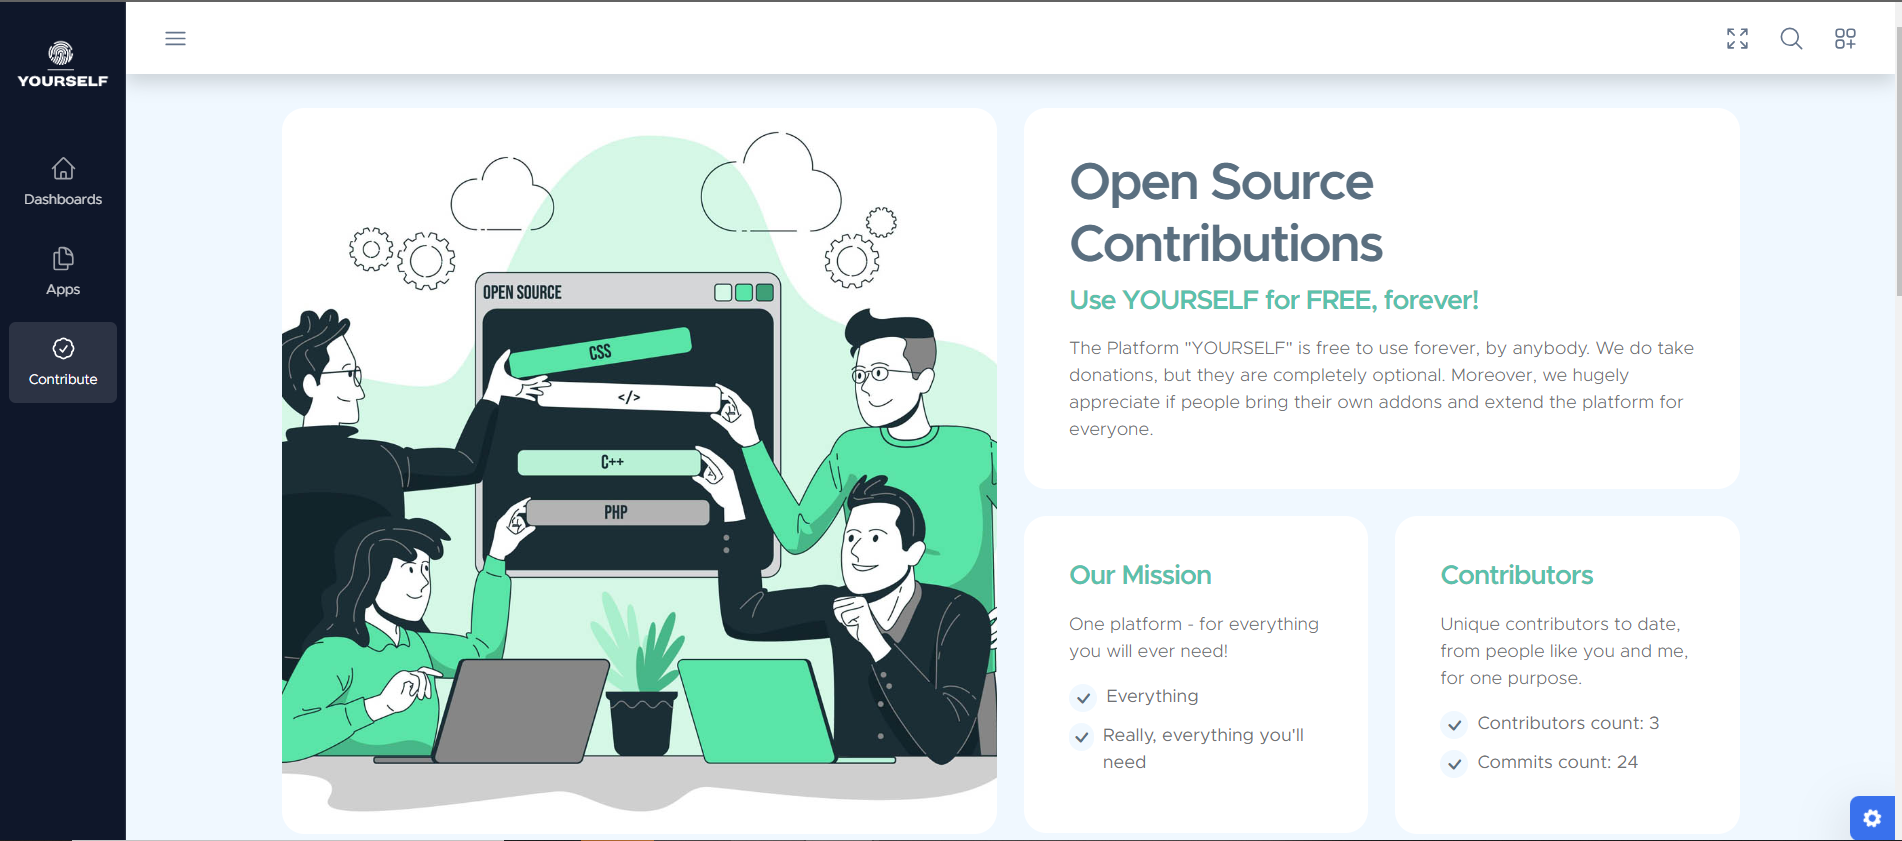 YOURSELF
Dashboards
Apps
Contribute
OPEN SOURCE
CSS
</>
C++
PHP
Open Source
Contributions
Use YOURSELF for FREE, forever!
The Platform "YOURSELF" is free to use forever, by anybody. We do take
donations, but they are completely optional. Moreover, we hugely
appreciate if people bring their own addons and extend the platform for
everyone.
Our Mission
One platform - for everything
you will ever need!
Everything
Really, everything you'll
need
Contributors
Unique contributors to date,
from people like you and me,
for one purpose.
Contributors count: 3
Commits count: 24